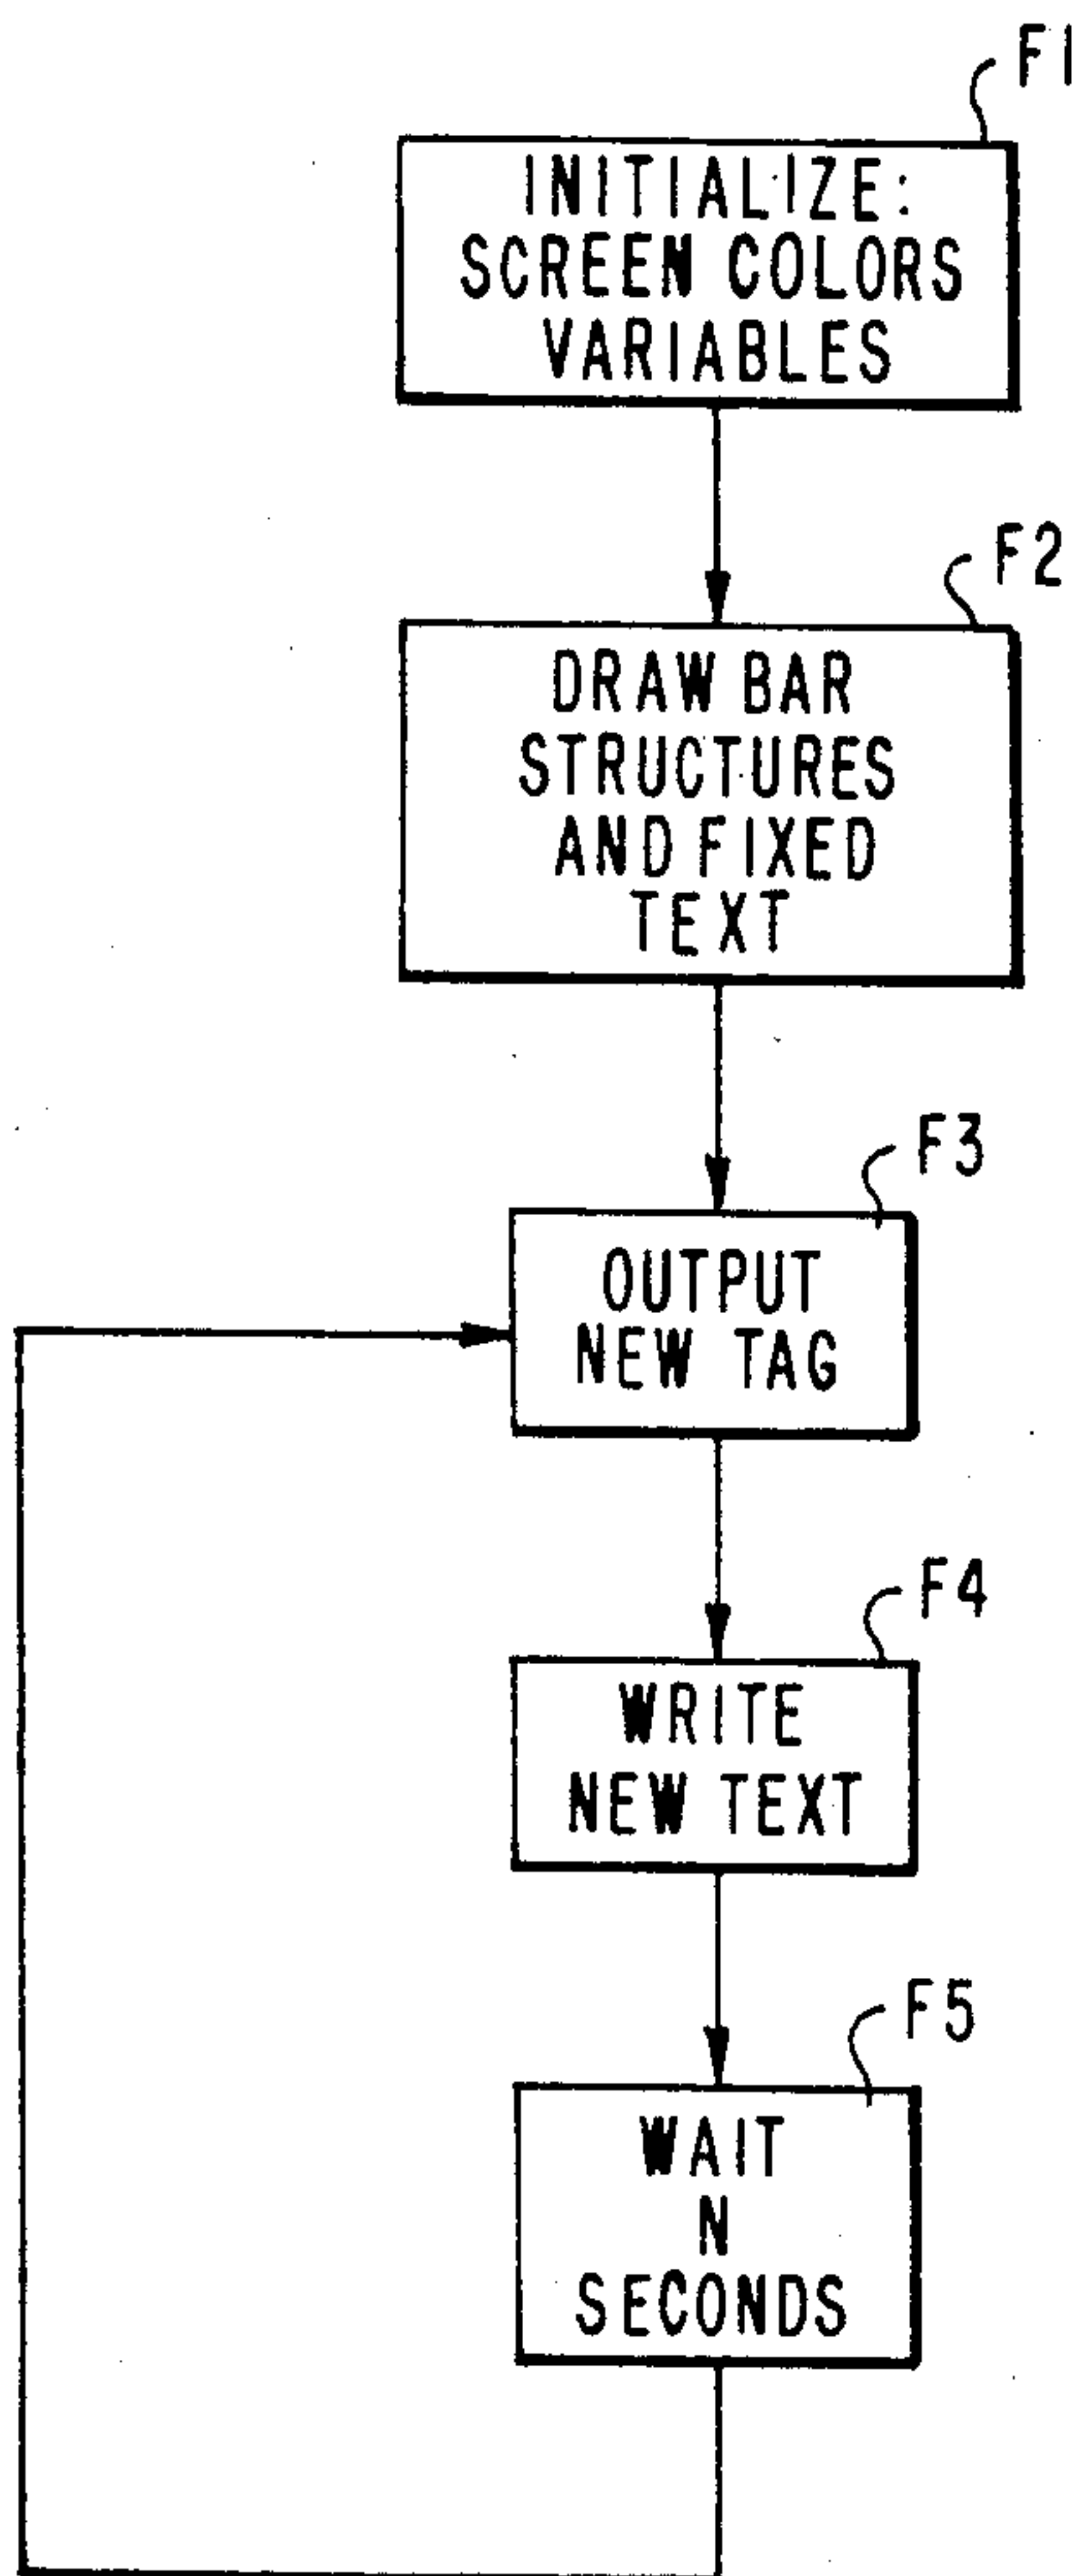 F1
INITIALIZE:
SCREEN COLORS
VARIABLES
F2
DRAW BAR
STRUCTURES
AND FIXED
TEXT
F3
OUTPUT
NEW TAG
F4
WRITE
NEW TEXT
F5
WAIT
N
SECONDS